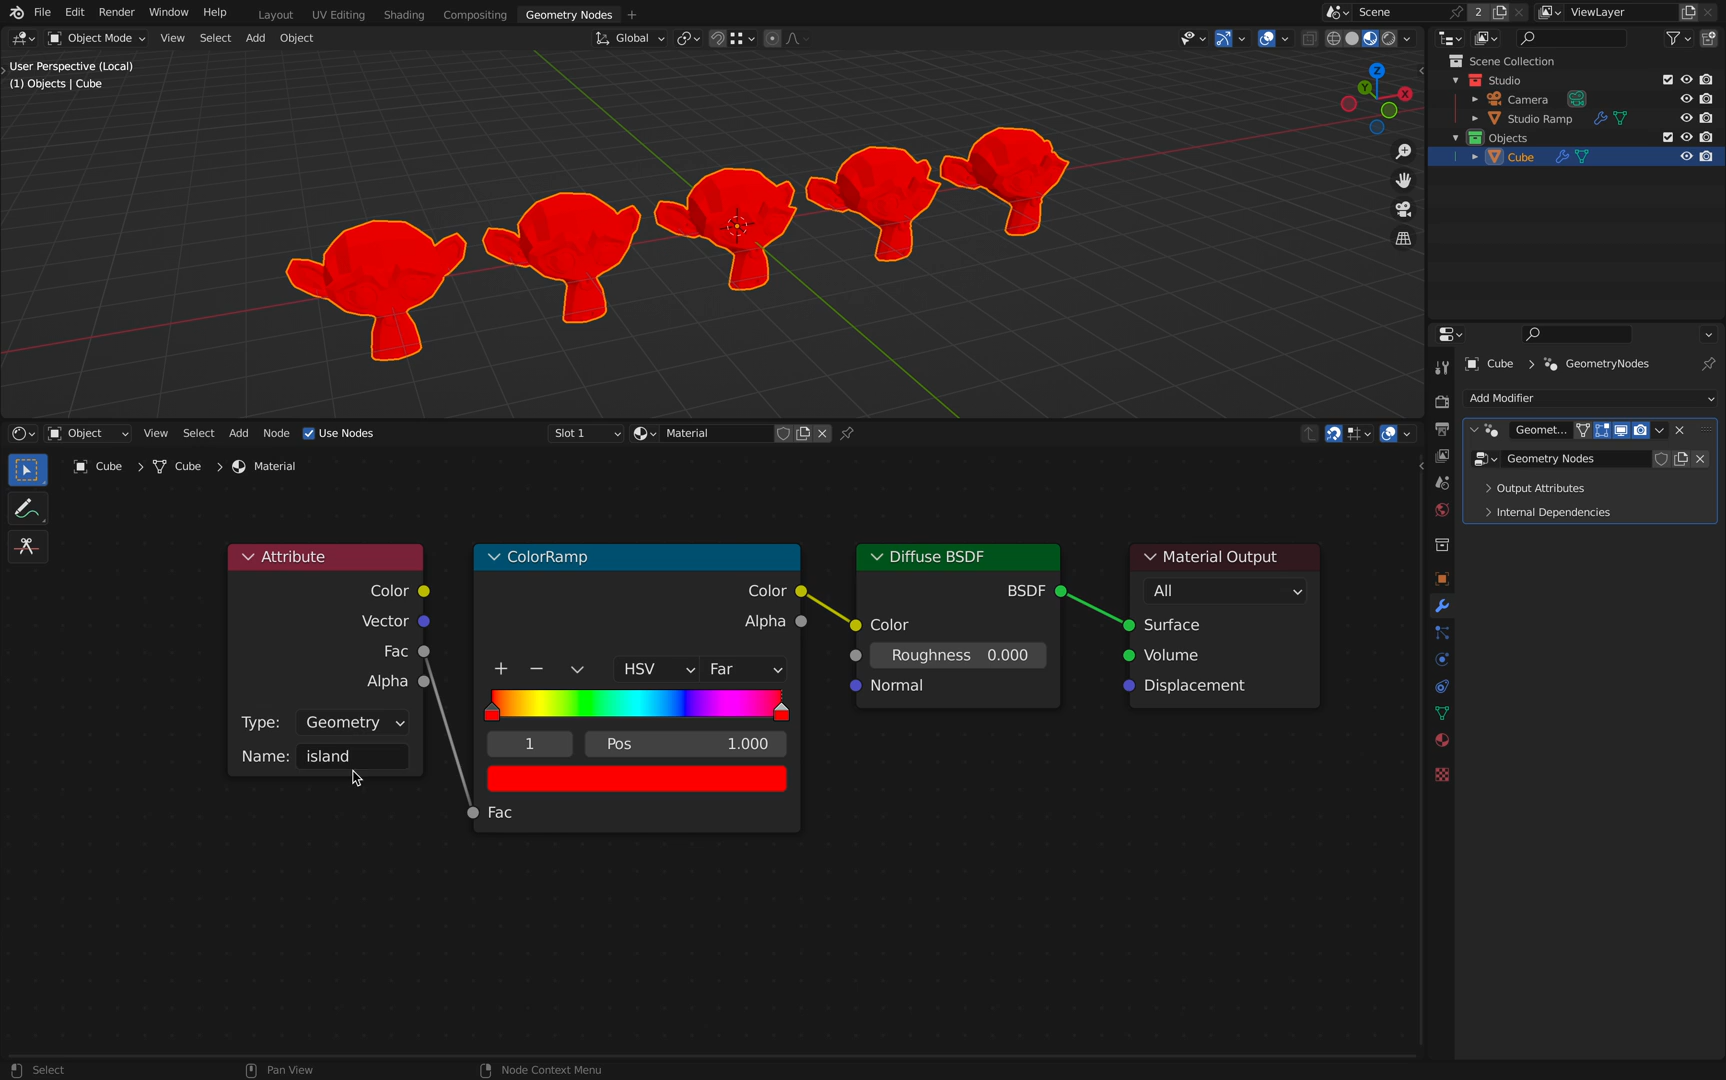 File Edit Render Window Help Layout UV Editing Shading Compositing Geometry Nodes + Scene 2 ViewLayer
Object Mode View Select Add Object Global
User Perspective (Local)
(1) Objects | Cube
Z
Y
X
Scene Collection
Studio
Camera
Studio Ramp
Objects
Cube
Cube > GeometryNodes
Add Modifier
Geomet...
Geometry Nodes
Output Attributes
Internal Dependencies
Object View Select Add Node Use Nodes Slot 1 Material
Cube > Cube > Material
Attribute
Color
Vector
Fac
Alpha
Type: Geometry
Name: island
ColorRamp
Color
Alpha
+ − HSV Far
1 Pos 1.000
Fac
Diffuse BSDF
BSDF
Color
Roughness 0.000
Normal
Material Output
All
Surface
Volume
Displacement
Select Pan View Node Context Menu